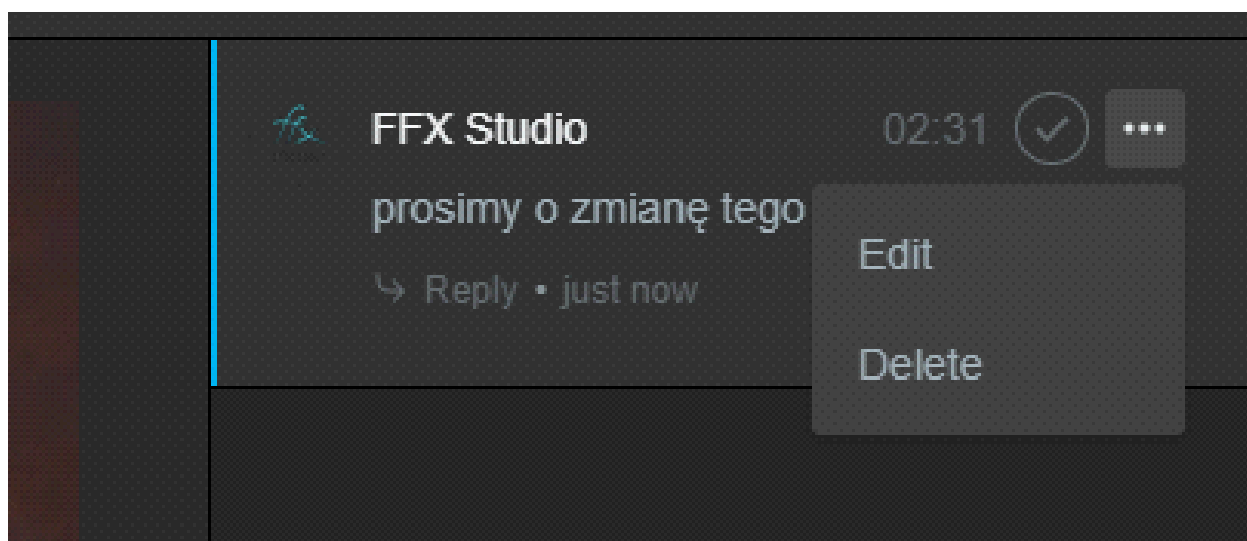 FFX Studio 02:31
prosimy o zmianę tego
Reply • just now
Edit
Delete